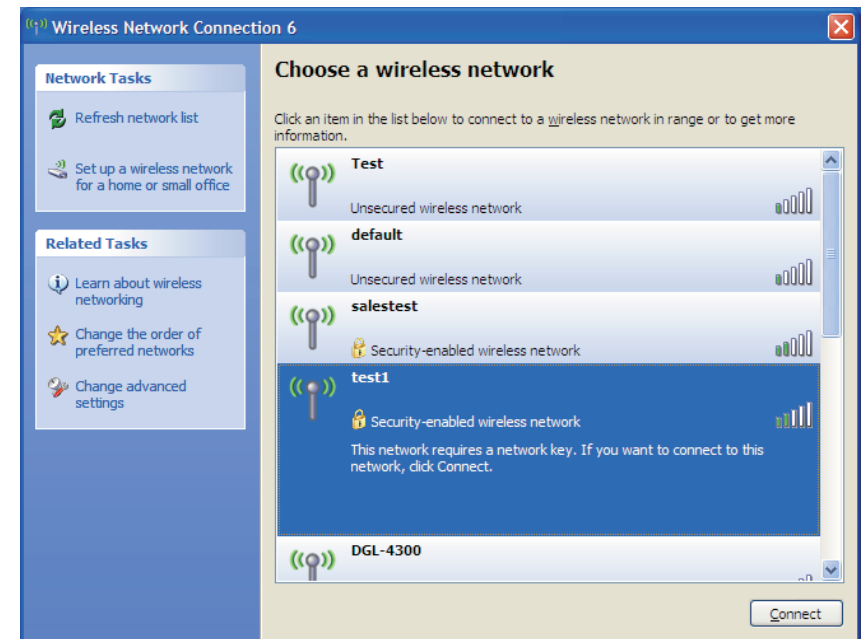 Wireless Network Connection 6
Network Tasks
Refresh network list
Set up a wireless network
for a home or small office
Related Tasks
Learn about wireless
networking
Change the order of
preferred networks
Change advanced
settings
Choose a wireless network
Click an item in the list below to connect to a wireless network in range or to get more
information.
Test
Unsecured wireless network
default
Unsecured wireless network
salestest
Security-enabled wireless network
test1
Security-enabled wireless network
This network requires a network key. If you want to connect to this
network, click Connect.
DGL-4300
Connect